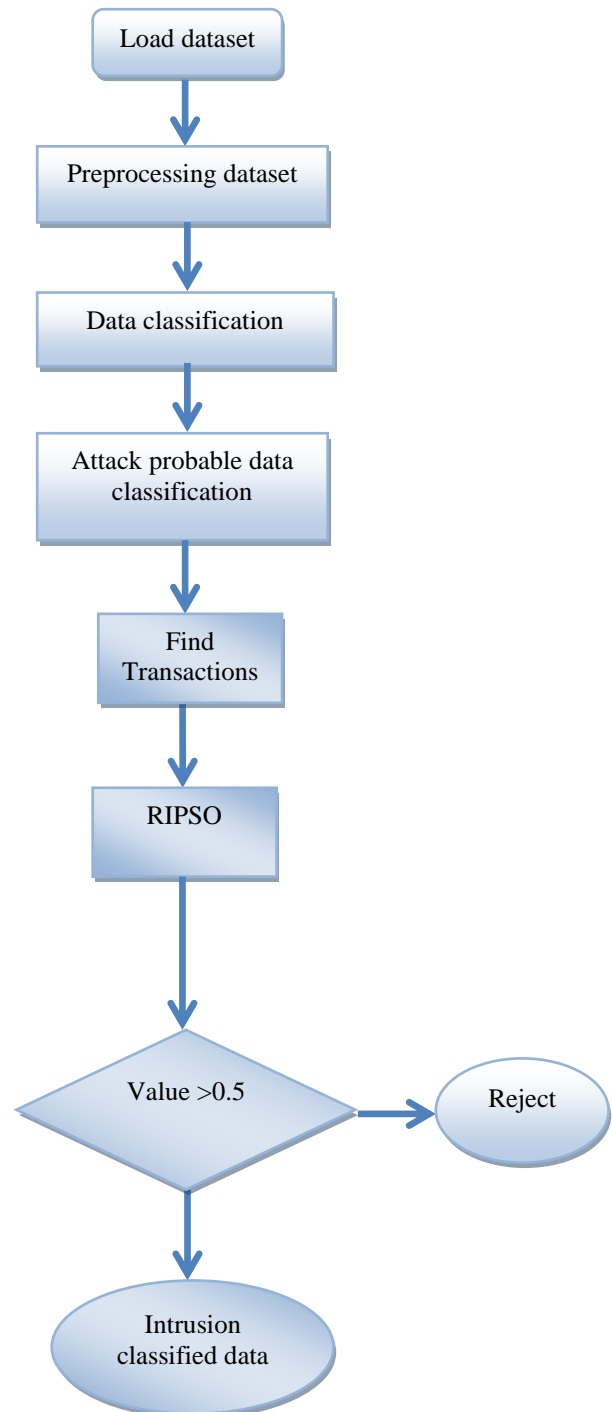 Load dataset
Preprocessing dataset
Data classification
Attack probable data
classification
Find
Transactions
RIPSO
Value >0.5
Reject
Intrusion
classified data